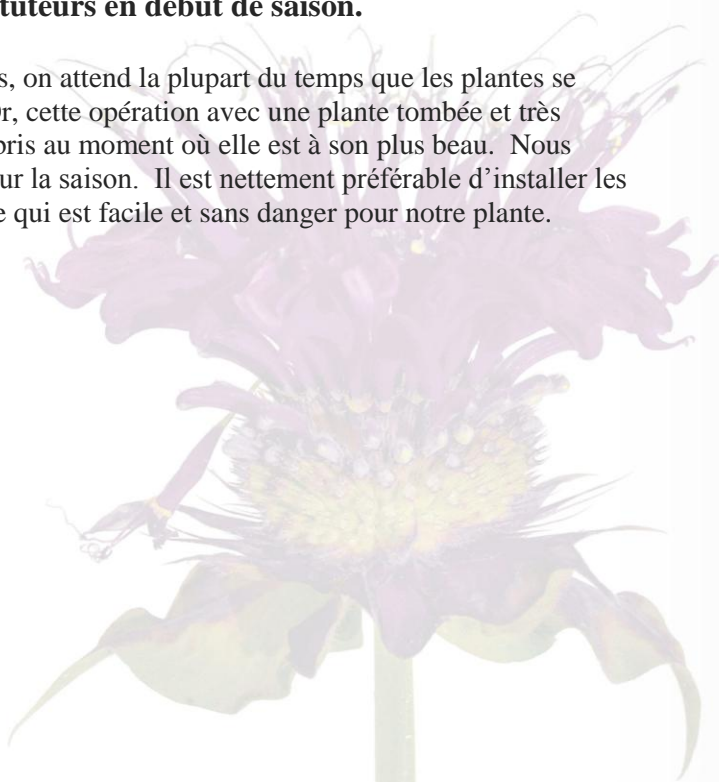 tuteurs en début de saison.
s, on attend la plupart du temps que les plantes se
r, cette opération avec une plante tombée et très
pris au moment où elle est à son plus beau.  Nous
ur la saison.  Il est nettement préférable d’installer les
e qui est facile et sans danger pour notre plante.